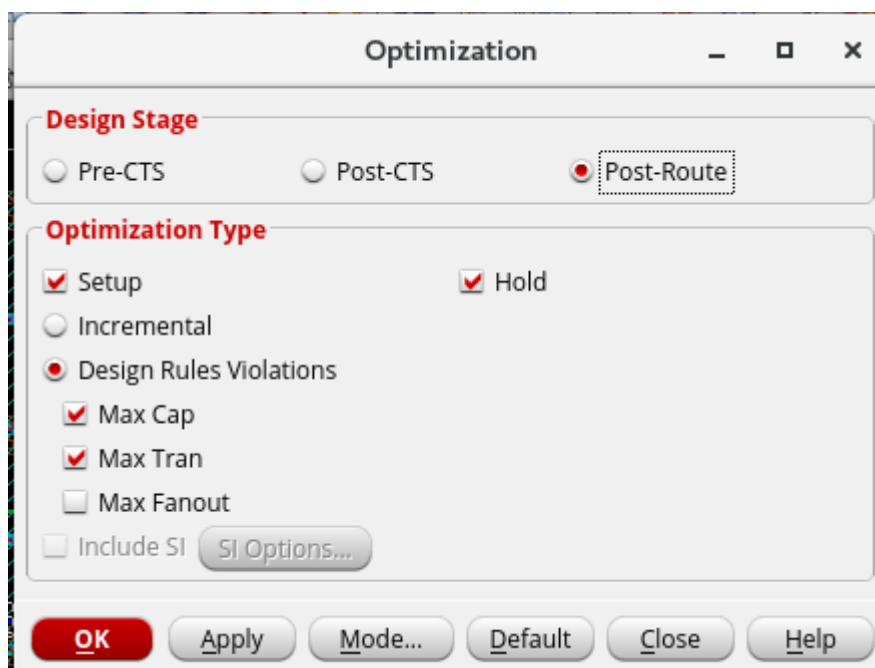 Optimization
Design Stage
Pre-CTS Post-CTS Post-Route
Optimization Type
Setup Hold
Incremental
Design Rules Violations
Max Cap
Max Tran
Max Fanout
Include SI SI Options...
OK Apply Mode... Default Close Help